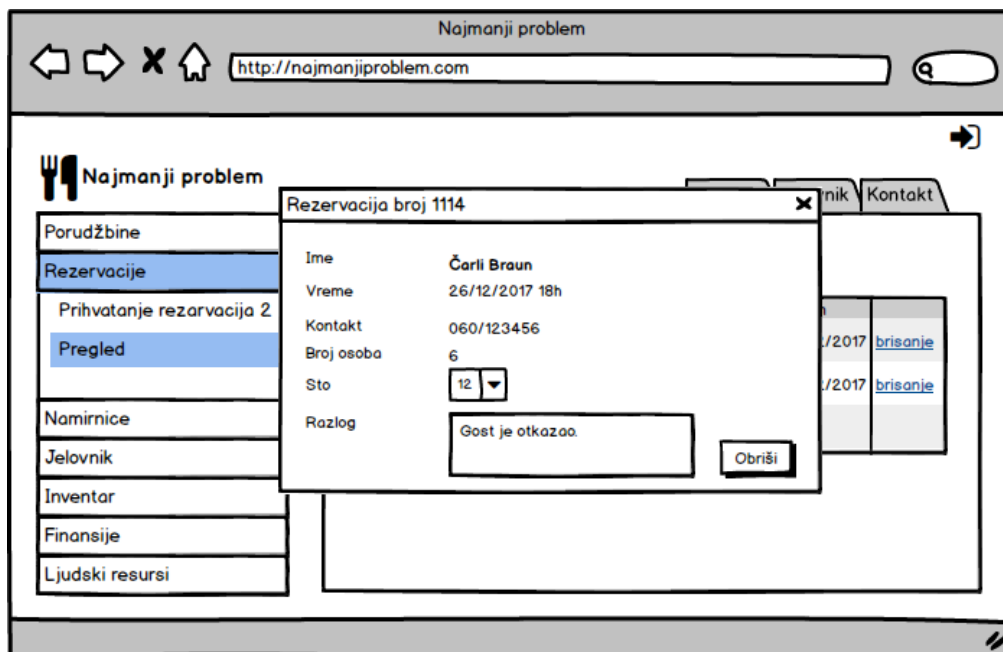 Najmanji problem
http://najmanjiproblem.com
Najmanji problem
Kontakt
Porudžbine
Rezervacije
Prihvatanje rezarvacija 2
Pregled
Namirnice
Jelovnik
Inventar
Finansije
Ljudski resursi
Rezervacija broj 1114
Ime Čarli Braun
Vreme 26/12/2017 18h
Kontakt 060/123456
Broj osoba 6
Sto 12
Razlog Gost je otkazao.
Obriši
/2017 brisanje
/2017 brisanje